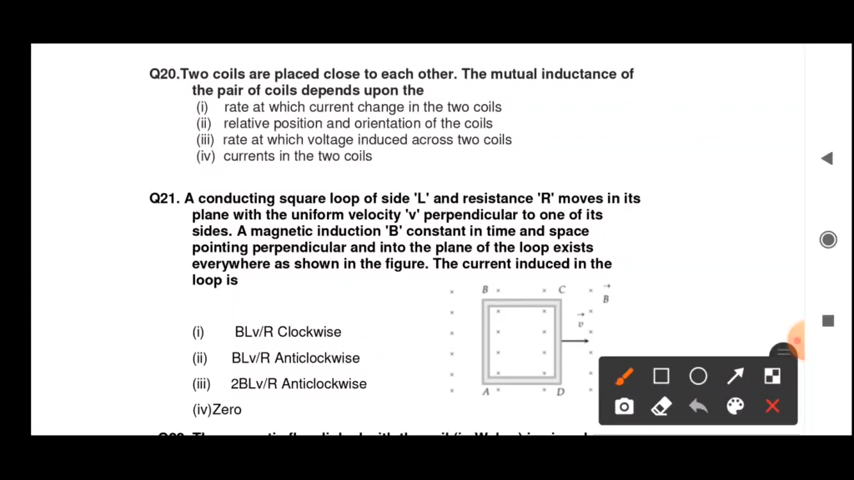 Q20.Two coils are placed close to each other. The mutual inductance of
the pair of coils depends upon the
(i) rate at which current change in the two coils
(ii) relative position and orientation of the coils
(iii) rate at which voltage induced across two coils
(iv) currents in the two coils
Q21. A conducting square loop of side 'L' and resistance 'R' moves in its
plane with the uniform velocity 'v' perpendicular to one of its
sides. A magnetic induction 'B' constant in time and space
pointing perpendicular and into the plane of the loop exists
everywhere as shown in the figure. The current induced in the
loop is
B C B
v
A D
(i) BLv/R Clockwise
(ii) BLv/R Anticlockwise
(iii) 2BLv/R Anticlockwise
(iv)Zero